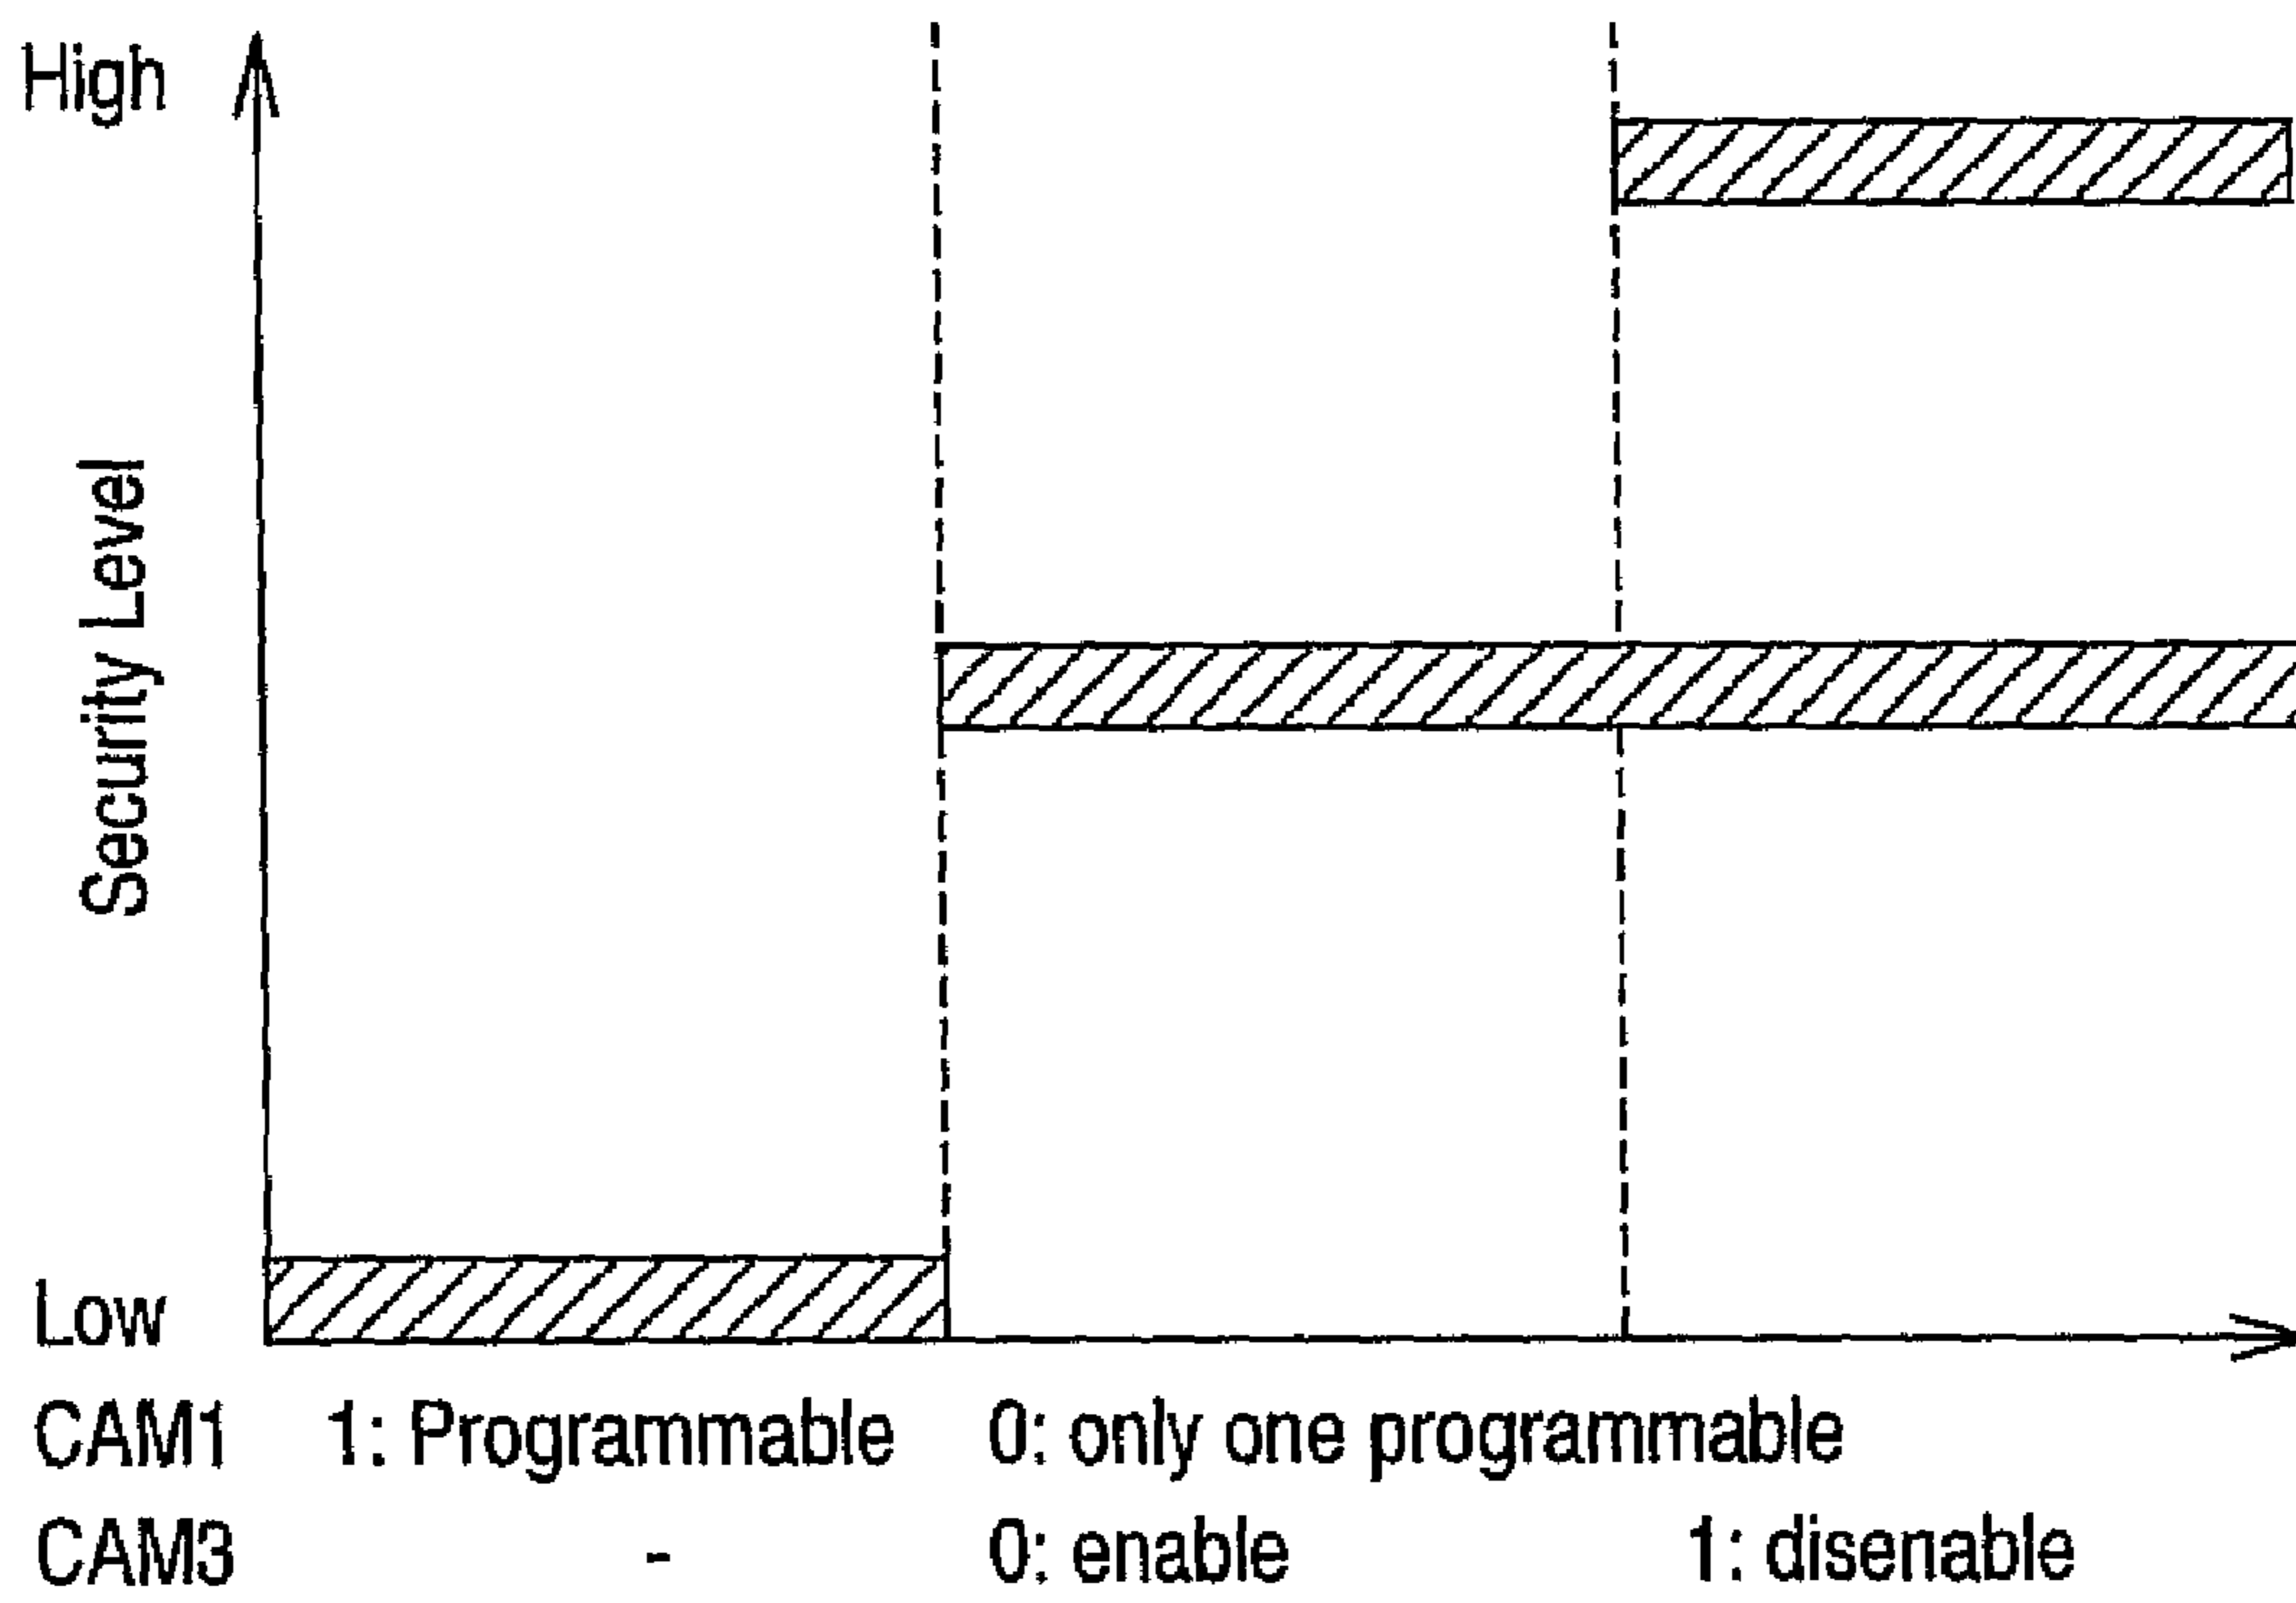 High
Security Level
Low
CAM1 1: Programmable 0: only one programmable
CAM3 - 0: enable 1: disenable